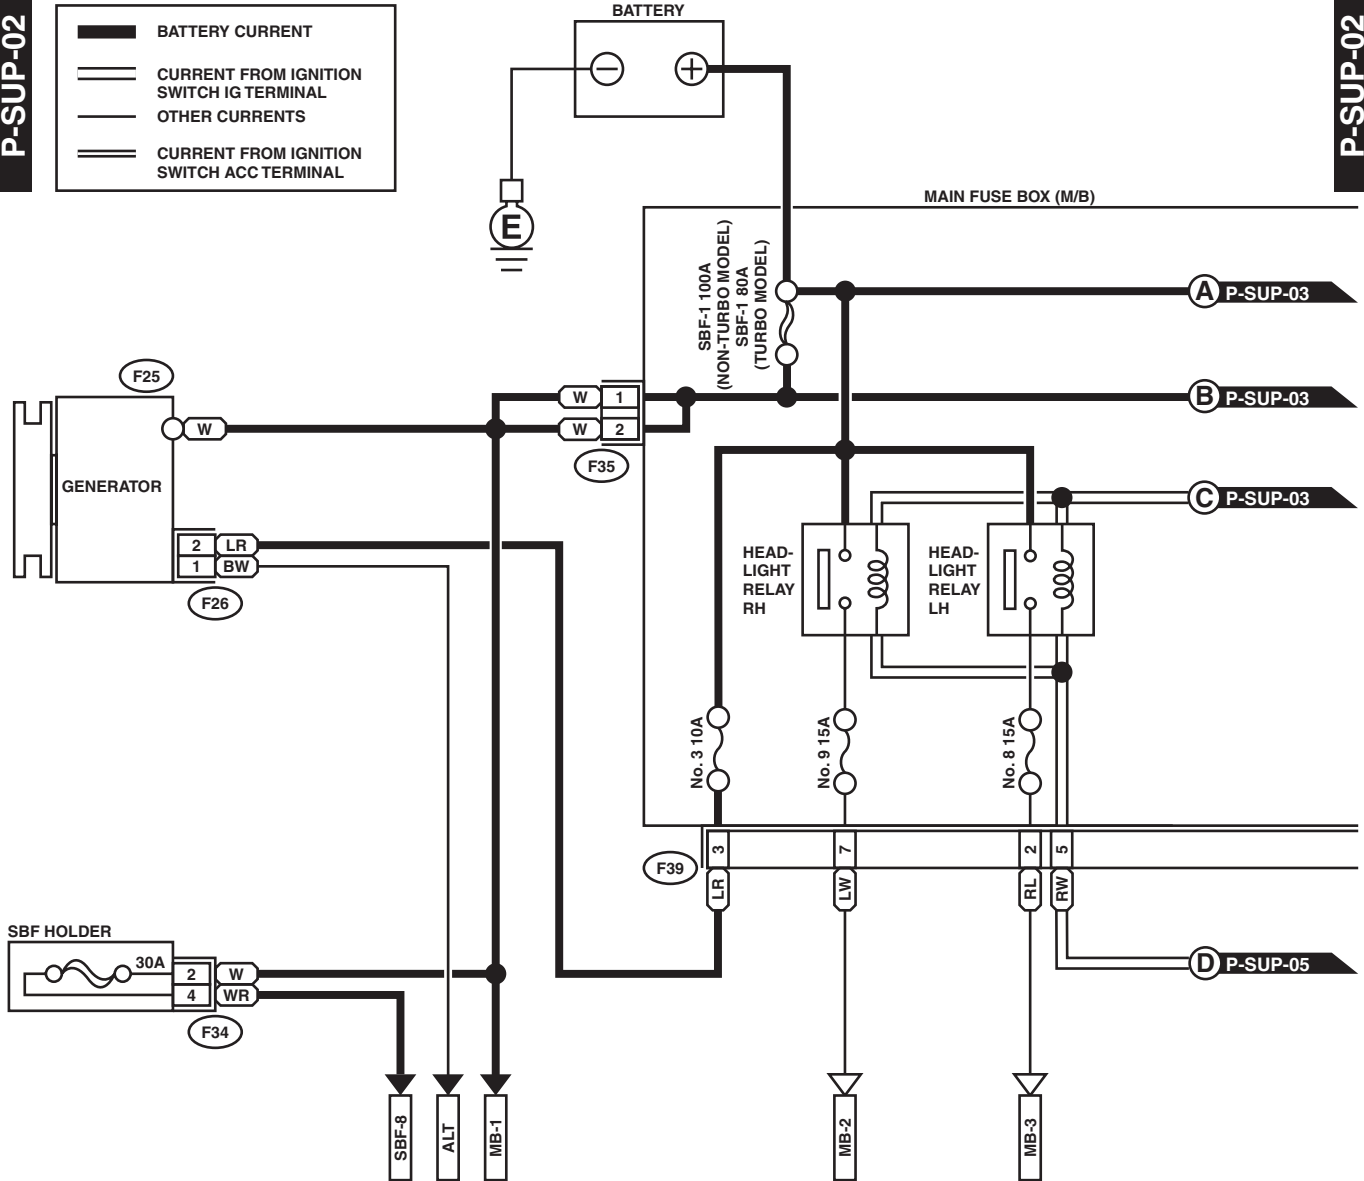 P-SUP-02
BATTERY CURRENT
CURRENT FROM IGNITION
SWITCH IG TERMINAL
OTHER CURRENTS
CURRENT FROM IGNITION
SWITCH ACC TERMINAL
BATTERY
− +
P-SUP-02
E
MAIN FUSE BOX (M/B)
SBF-1 100A
(NON-TURBO MODEL)
SBF-1 80A
(TURBO MODEL)
A P-SUP-03
F25
W 1
B P-SUP-03
W
W 2
F35
GENERATOR
C P-SUP-03
2 LR
1 BW
F26
HEAD-
LIGHT
RELAY
RH
HEAD-
LIGHT
RELAY
LH
No. 3 10A
No. 9 15A
No. 8 15A
F39
3
7
2
5
LR
LW
RL
RW
SBF HOLDER
30A
2 W
4 WR
F34
D P-SUP-05
SBF-8
ALT
MB-1
MB-2
MB-3